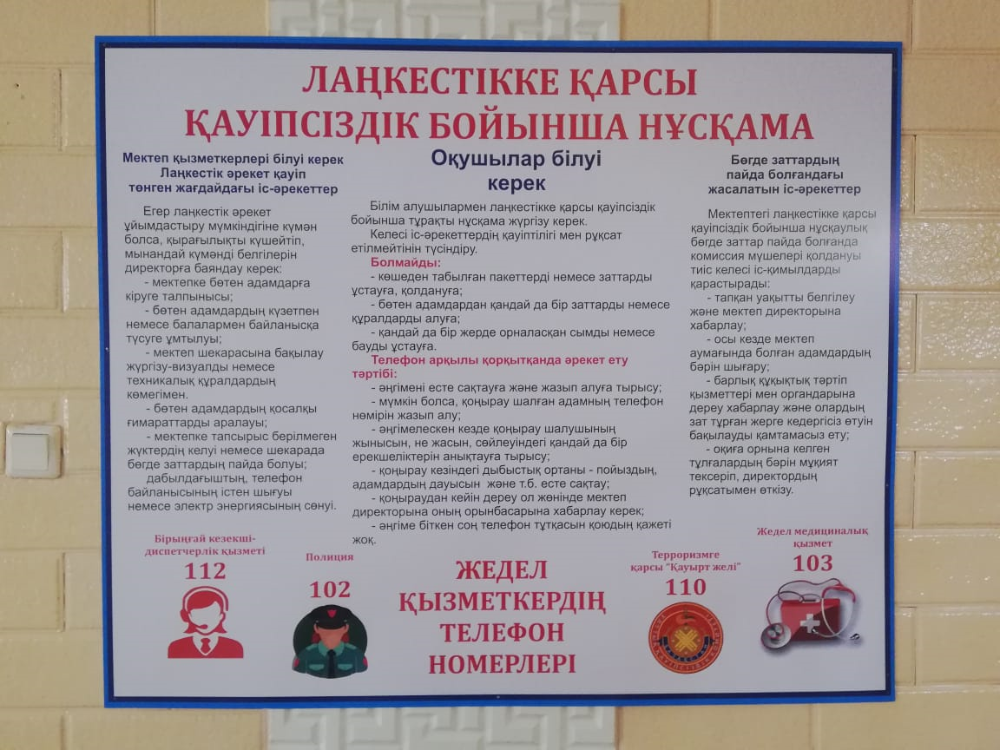 ЛАҢКЕСТІККЕ ҚАРСЫ
ҚАУІПСІЗДІК БОЙЫНША НҰСҚАМА
Мектеп қызметкерлері білуі керек
Лаңкестік әрекет қауіп
төнген жағдайдағы іс-әрекеттер
Егер лаңкестік әрекет
ұйымдастыру мүмкіндігіне күмән
болса, қырағылықты күшейтіп,
мынандай күмәнді белгілерін
директорға баяндау керек:
- мектепке бөтен адамдарға
кіруге талпынысы;
- бөтен адамдардың күзетпен
немесе балалармен байланысқа
түсуге ұмтылуы;
- мектеп шекарасына бақылау
жүргізу-визуалды немесе
техникалық құралдардың
көмегімен.
- бөтен адамдардың қосалқы
ғимараттарды аралауы;
- мектепке тапсырыс берілмеген
жүктердің келуі немесе шекарада
бөгде заттардың пайда болуы;
дабылдағыштың, телефон
байланысының істен шығуы
немесе электр энергиясының сөнуі.
Оқушылар білуі
керек
Білім алушылармен лаңкестікке қарсы қауіпсіздік
бойынша тұрақты нұсқама жүргізу керек.
Келесі іс-әрекеттердің қауіптілігі мен рұқсат
етілмейтінін түсіндіру.
Болмайды:
- көшеден табылған пакеттерді немесе заттарды
ұстауға, қолдануға;
- бөтен адамдардан қандай да бір заттарды немесе
құралдарды алуға;
- қандай да бір жерде орналасқан сымды немесе
бауды ұстауға.
Телефон арқылы қорқытқанда әрекет ету
тәртібі:
- әңгімені есте сақтауға және жазып алуға тырысу;
- мүмкін болса, қоңырау шалған адамның телефон
нөмірін жазып алу;
- әңгімелескен кезде қоңырау шалушының
жынысын, не жасын, сөйлеуіндегі қандай да бір
ерекшеліктерін анықтауға тырысу;
- қоңырау кезіндегі дыбыстық ортаны - пойыздың,
адамдардың дауысын және т.б. есте сақтау;
- қоңыраудан кейін дереу ол жөнінде мектеп
директорына оның орынбасарына хабарлау керек;
- әңгіме біткен соң телефон тұтқасын қоюдың қажеті
жоқ.
Бөгде заттардың
пайда болғандағы
жасалатын іс-әрекеттер
Мектептегі лаңкестікке қарсы
қауіпсіздік бойынша нұсқаулық
бөгде заттар пайда болғанда
комиссия мүшелері қолдануы
тиіс келесі іс-қимылдарды
қарастырады:
- тапқан уақытты белгілеу
және мектеп директорына
хабарлау;
- осы кезде мектеп
аумағында болған адамдардың
бәрін шығару;
- барлық құқықтық тәртіп
қызметтері мен органдарына
дереу хабарлау және олардың
зат тұрған жерге кедергісіз өтуін
бақылауды қамтамасыз ету;
- оқиға орнына келген
тұлғалардың бәрін мұқият
тексеріп, директордың
рұқсатымен өткізу.
Бірыңғай кезекші-
диспетчерлік қызметі
112
Полиция
102
ЖЕДЕЛ
ҚЫЗМЕТКЕРДІҢ
ТЕЛЕФОН
НОМЕРЛЕРІ
Терроризмге
қарсы "Қауырт желі"
110
Жедел медициналық
қызмет
103